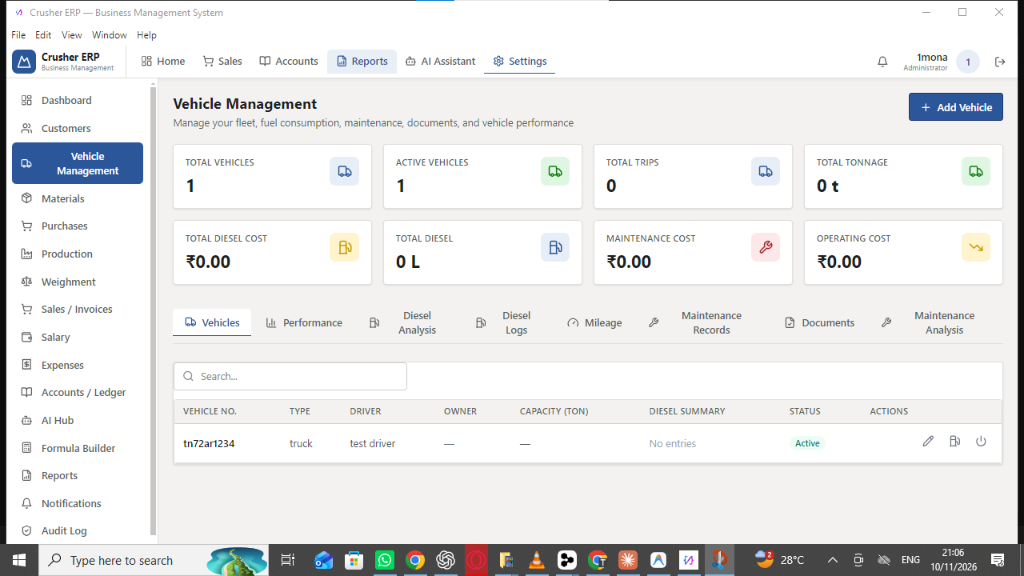 Crusher ERP — Business Management System
File Edit View Window Help
Crusher ERP
Business Management
Home Sales Accounts Reports AI Assistant Settings
1mona
Administrator
1
Dashboard
Customers
Vehicle
Management
Materials
Purchases
Production
Weighment
Sales / Invoices
Salary
Expenses
Accounts / Ledger
AI Hub
Formula Builder
Reports
Notifications
Audit Log
Vehicle Management
Manage your fleet, fuel consumption, maintenance, documents, and vehicle performance
+ Add Vehicle
TOTAL VEHICLES
1
ACTIVE VEHICLES
1
TOTAL TRIPS
0
TOTAL TONNAGE
0 t
TOTAL DIESEL COST
₹0.00
TOTAL DIESEL
0 L
MAINTENANCE COST
₹0.00
OPERATING COST
₹0.00
Vehicles
Performance
Diesel
Analysis
Diesel
Logs
Mileage
Maintenance
Records
Documents
Maintenance
Analysis
Search...
VEHICLE NO. TYPE DRIVER OWNER CAPACITY (TON) DIESEL SUMMARY STATUS ACTIONS
tn72ar1234 truck test driver — — No entries Active
Type here to search
2
28°C
ENG
21:06
10/11/2026